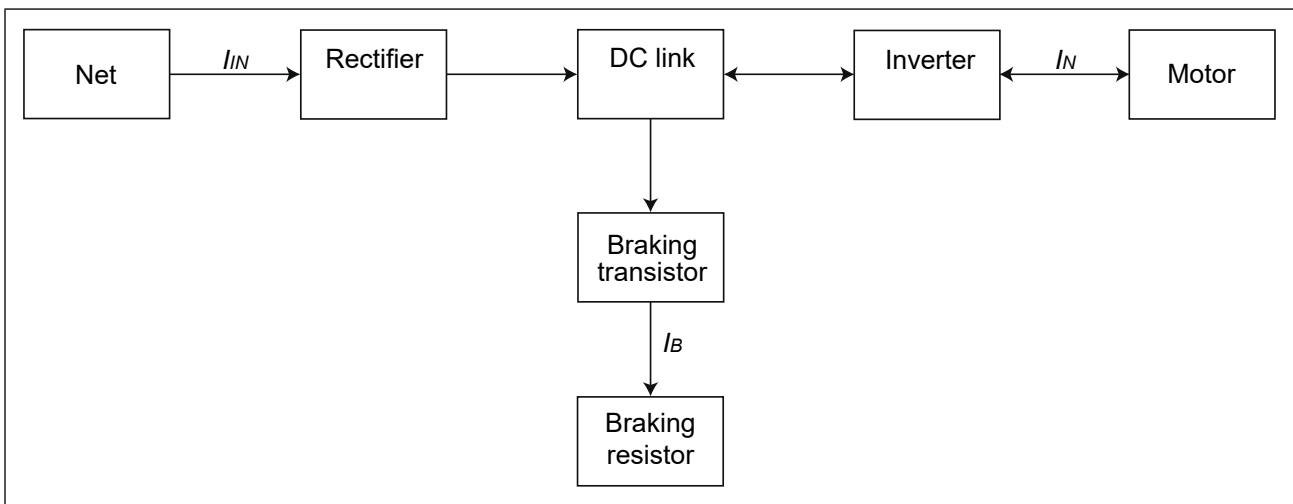 Net
I_IN
Rectifier
DC link
Inverter
I_N
Motor
Braking
transistor
I_B
Braking
resistor